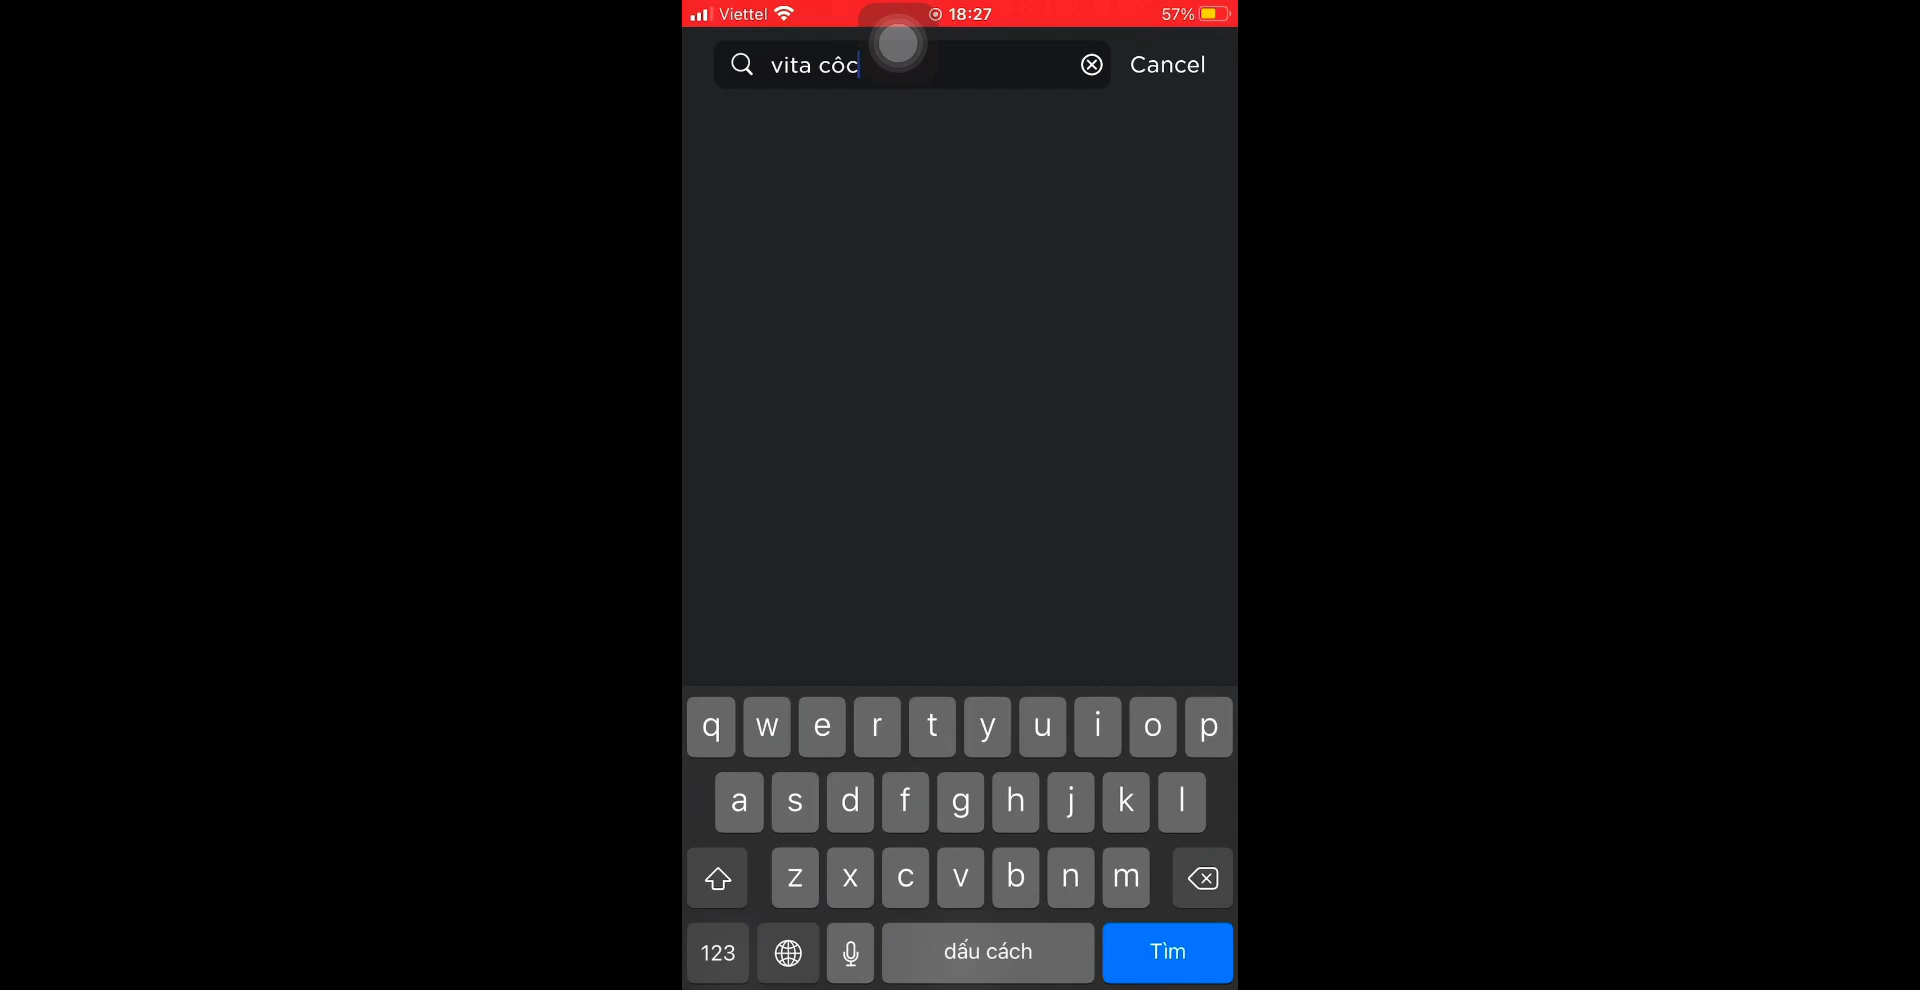 Viettel 18:27 57%
vita côc Cancel
q w e r t y u i o p
a s d f g h j k l
z x c v b n m
123 dấu cách Tìm